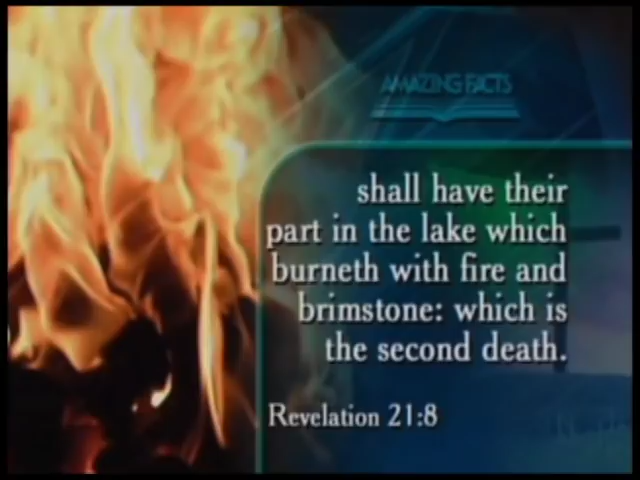 AMAZING FACTS
shall have their
part in the lake which
burneth with fire and
brimstone: which is
the second death.
Revelation 21:8